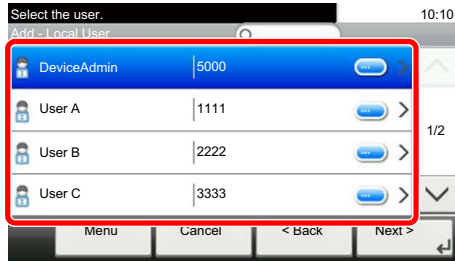 Select the user.
10:10
Add - Local User
DeviceAdmin 5000
User A 1111
1/2
User B 2222
User C 3333
Menu Cancel < Back Next >